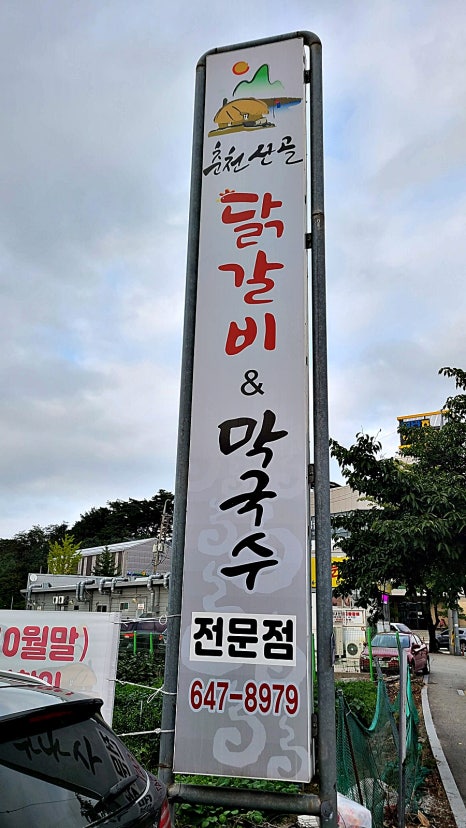 춘천산골
닭갈비
&
막국수
전문점
647-8979
0월말)